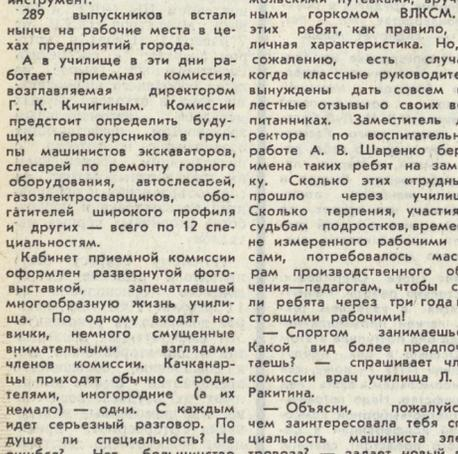 289 выпускников встали
нынче на рабочие места в це-
хах предприятий города.
А в училище в эти дни ра-
ботает приемная комиссия,
возглавляемая директором
Г. К. Кичигиным. Комиссии
предстоит определить буду-
щих первокурсников в груп-
пы машинистов экскаваторов,
слесарей по ремонту горного
оборудования, автослесарей,
газоэлектросварщиков, обо-
гатителей широкого профиля
и других — всего по 12 спе-
циальностям.
Кабинет приемной комиссии
оформлен развернутой фото-
выставкой, запечатлевшей
многообразную жизнь учили-
ща. По одному входят но-
вички, немного смущенные
внимательными взглядами
членов комиссии. Качканар-
цы приходят обычно с роди-
телями, иногородние (а их
немало) — одни. С каждым
идет серьезный разговор. По
душе ли специальность? Не
ными горкомом ВЛКСМ.
этих ребят, как правило,
личная характеристика. Но,
сожалению, есть случа
когда классные руководите
вынуждены дать совсем
лестные отзывы о своих в
питанниках. Заместитель
ректора по воспитатель
работе А. В. Шаренко бер
имена таких ребят на зам
ку. Сколько этих «трудны
прошло через учили
Сколько терпения, участия
судьбам подростков, времен
не измеренного рабочими
сами, потребовалось мас
рам производственного об
чения—педагогам, чтобы с
ли ребята через три года
стоящими рабочими!
— Спортом занимаешь
Какой вид более предпо
таешь? — спрашивает чл
комиссии врач училища Л.
Ракитина.
— Объясни, пожалуйс
чем заинтересовала тебя сп
циальность машиниста эле